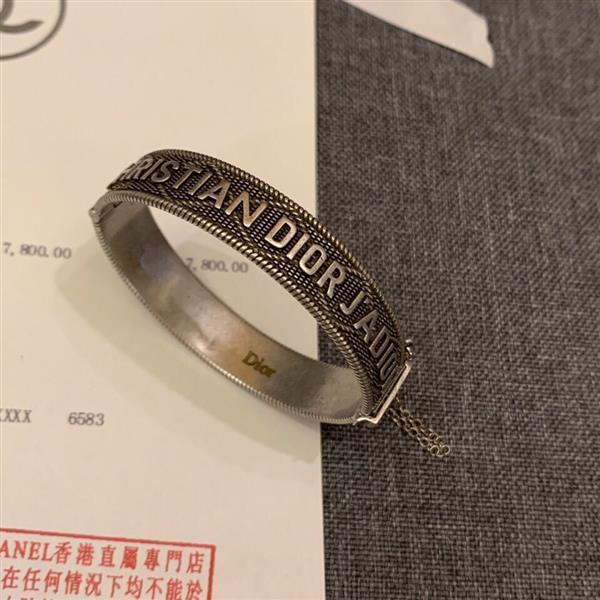 CHRISTIAN DIOR J'ADIO
Dior
7,800.00
7,800.00
XXXX 6583
ANEL香港直屬專門店
在任何情況下均不能於